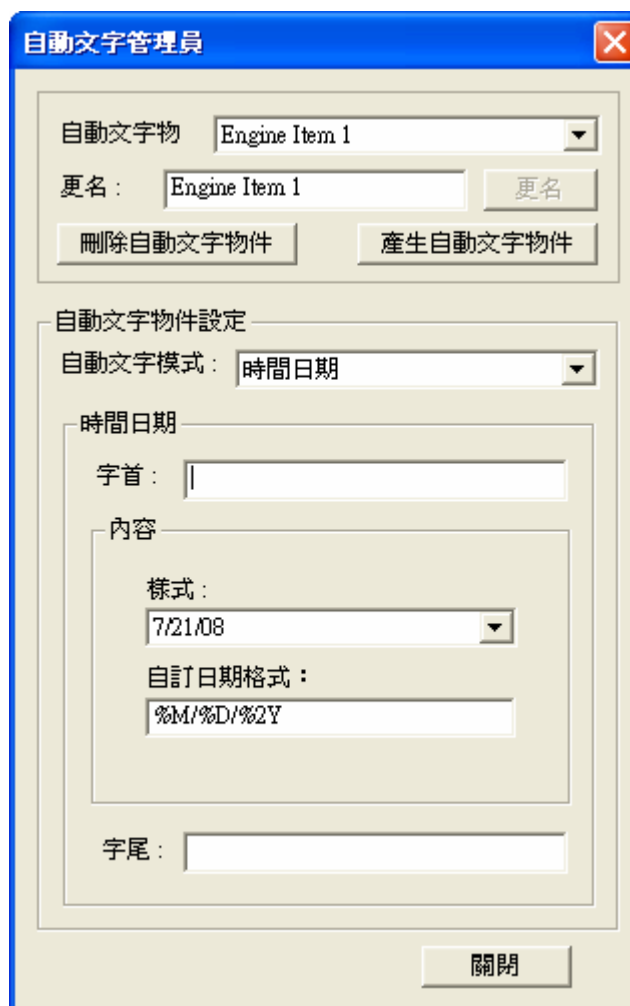 自動文字管理員
自動文字物 Engine Item 1
更名： Engine Item 1 更名
刪除自動文字物件 產生自動文字物件
自動文字物件設定
自動文字模式： 時間日期
時間日期
字首：
內容
樣式：
7/21/08
自訂日期格式：
%M/%D/%2Y
字尾：
關閉